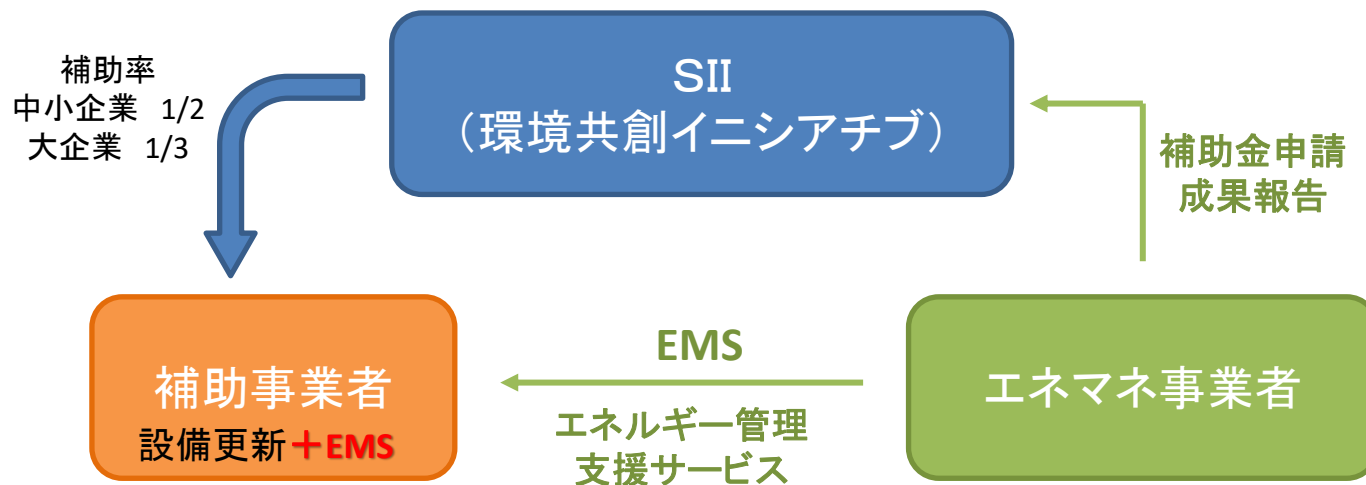 補助率
中小企業 1/2
大企業 1/3
SII
（環境共創イニシアチブ）
補助金申請
成果報告
補助事業者
設備更新＋EMS
EMS
エネルギー管理
支援サービス
エネマネ事業者